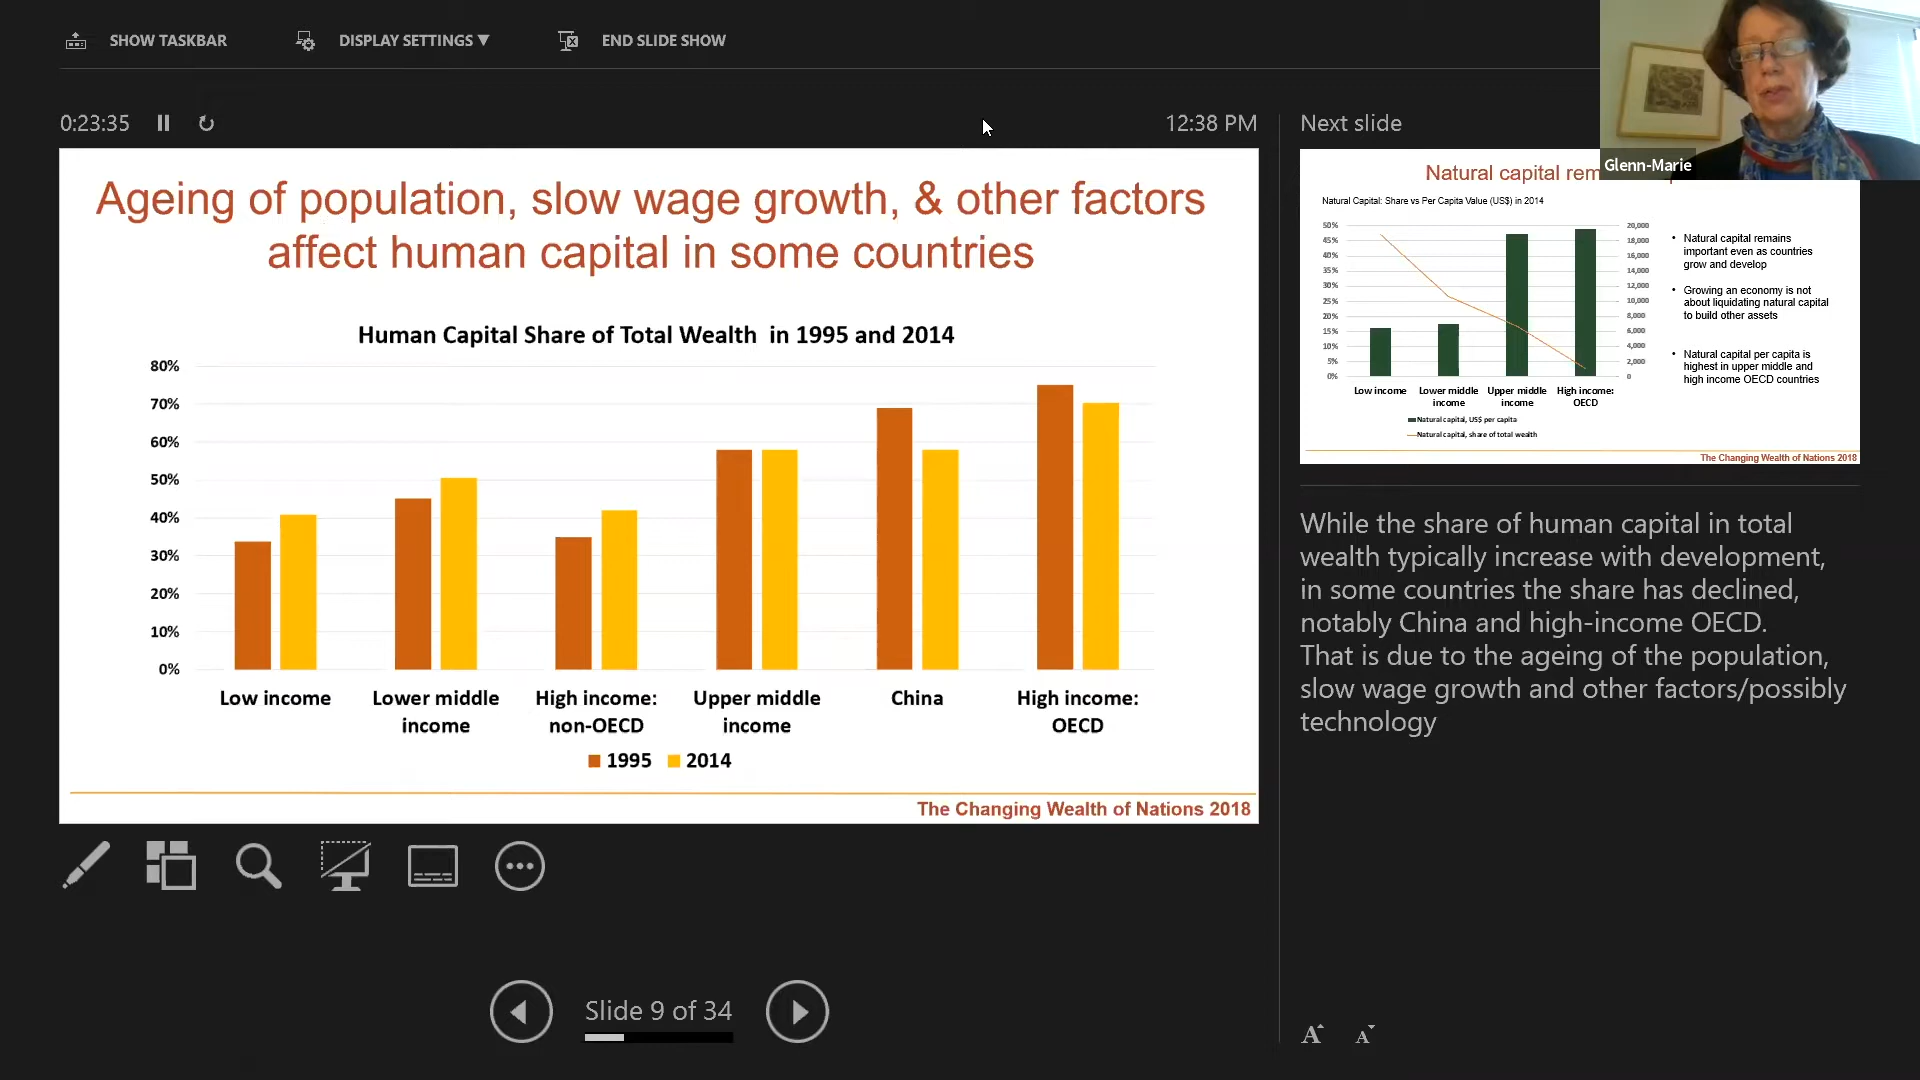 SHOW TASKBAR
DISPLAY SETTINGS ▼
END SLIDE SHOW
0:23:35
12:38 PM
Ageing of population, slow wage growth, & other factors
affect human capital in some countries
Human Capital Share of Total Wealth in 1995 and 2014
80%
70%
60%
50%
40%
30%
20%
10%
0%
Low income
Lower middle
income
High income:
non-OECD
Upper middle
income
China
High income:
OECD
1995
2014
The Changing Wealth of Nations 2018
Slide 9 of 34
Next slide
Glenn-Marie
Natural capital rem
Natural Capital: Share vs Per Capita Value (US$) in 2014
50%
45%
40%
35%
30%
25%
20%
15%
10%
5%
0%
20,000
18,000
16,000
14,000
12,000
10,000
8,000
6,000
4,000
2,000
0
Low income
Lower middle
income
Upper middle
income
High income:
OECD
Natural capital, US$ per capita
Natural capital, share of total wealth
• Natural capital remains
important even as countries
grow and develop
• Growing an economy is not
about liquidating natural capital
to build other assets
• Natural capital per capita is
highest in upper middle and
high income OECD countries
The Changing Wealth of Nations 2018
While the share of human capital in total
wealth typically increase with development,
in some countries the share has declined,
notably China and high-income OECD.
That is due to the ageing of the population,
slow wage growth and other factors/possibly
technology
A
A